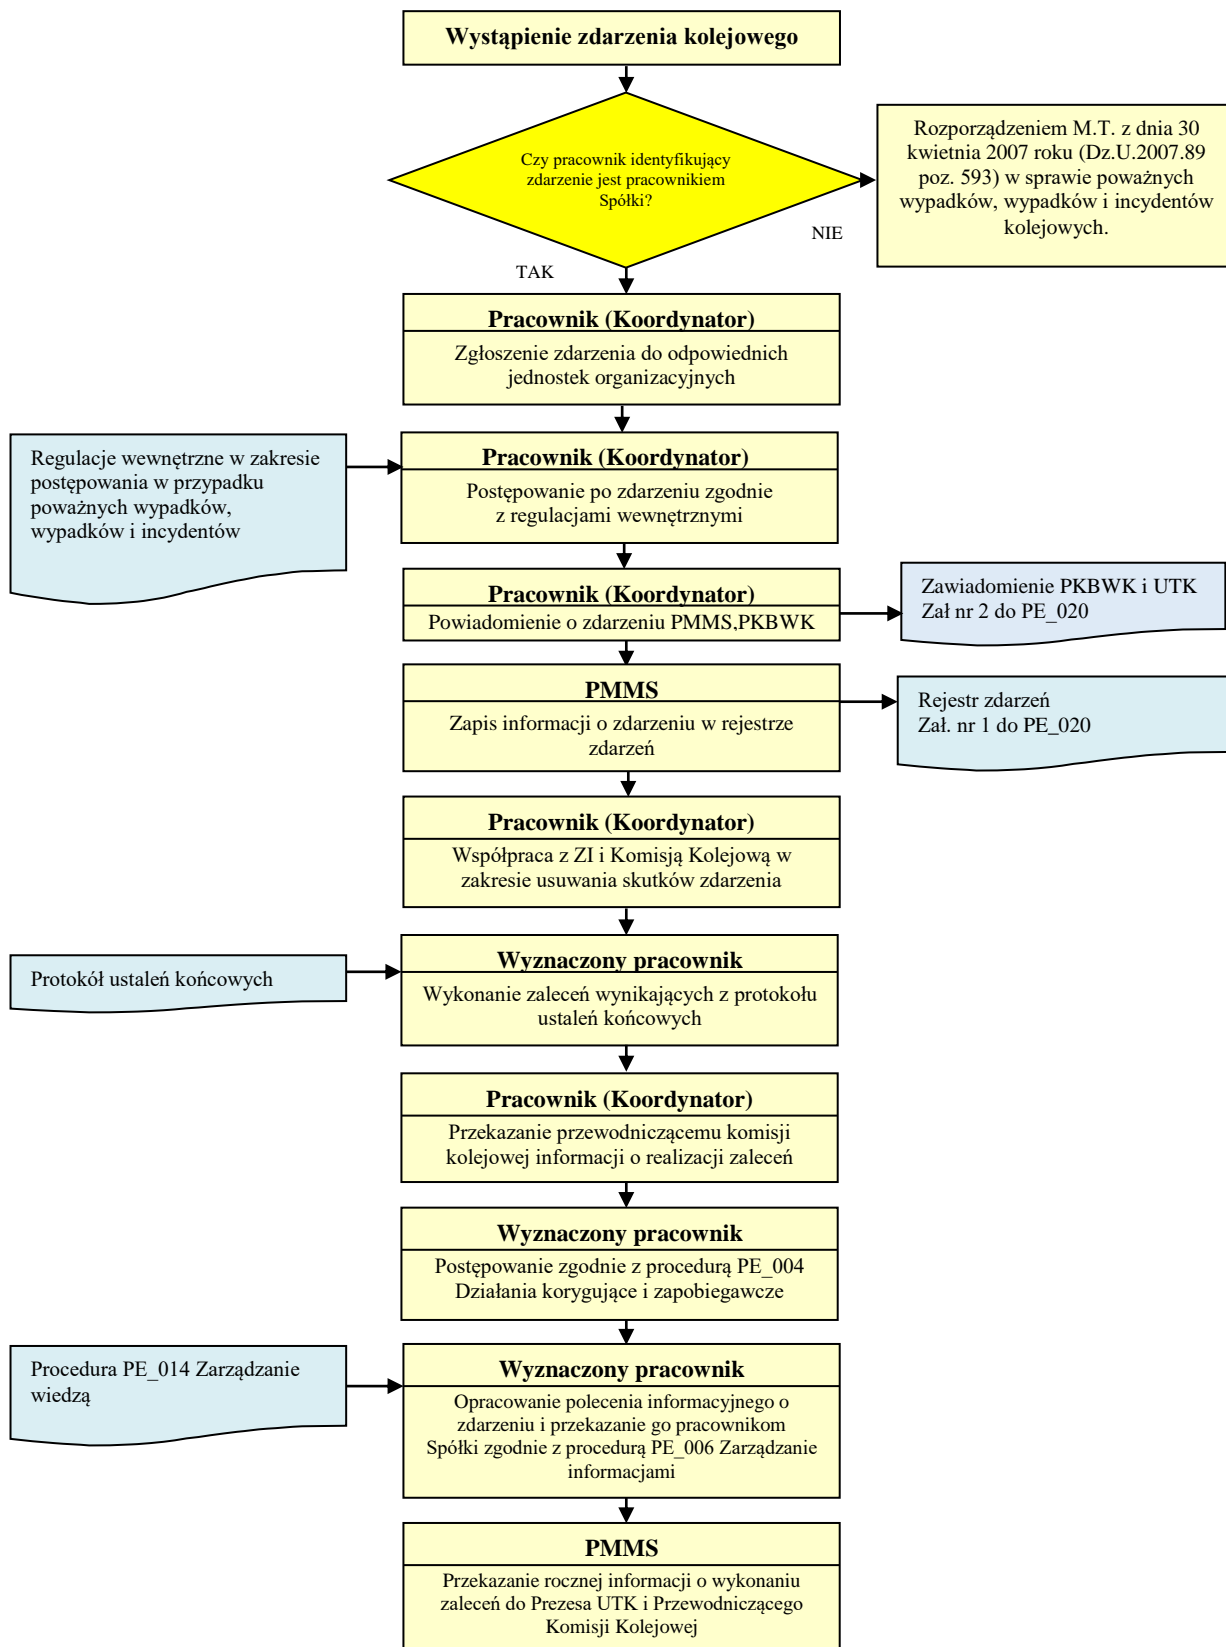 Wystąpienie zdarzenia kolejowego
Czy pracownik identyfikujący
zdarzenie jest pracownikiem
Spółki?
Rozporządzeniem M.T. z dnia 30
kwietnia 2007 roku (Dz.U.2007.89
poz. 593) w sprawie poważnych
wypadków, wypadków i incydentów
kolejowych.
NIE
TAK
Pracownik (Koordynator)
Zgłoszenie zdarzenia do odpowiednich
jednostek organizacyjnych
Regulacje wewnętrzne w zakresie
postępowania w przypadku
poważnych wypadków,
wypadków i incydentów
Pracownik (Koordynator)
Postępowanie po zdarzeniu zgodnie
z regulacjami wewnętrznymi
Pracownik (Koordynator)
Powiadomienie o zdarzeniu PMMS,PKBWK
Zawiadomienie PKBWK i UTK
Zał nr 2 do PE_020
PMMS
Zapis informacji o zdarzeniu w rejestrze
zdarzeń
Rejestr zdarzeń
Zał. nr 1 do PE_020
Pracownik (Koordynator)
Współpraca z ZI i Komisją Kolejową w
zakresie usuwania skutków zdarzenia
Protokół ustaleń końcowych
Wyznaczony pracownik
Wykonanie zaleceń wynikających z protokołu
ustaleń końcowych
Pracownik (Koordynator)
Przekazanie przewodniczącemu komisji
kolejowej informacji o realizacji zaleceń
Wyznaczony pracownik
Postępowanie zgodnie z procedurą PE_004
Działania korygujące i zapobiegawcze
Procedura PE_014 Zarządzanie
wiedzą
Wyznaczony pracownik
Opracowanie polecenia informacyjnego o
zdarzeniu i przekazanie go pracownikom
Spółki zgodnie z procedurą PE_006 Zarządzanie
informacjami
PMMS
Przekazanie rocznej informacji o wykonaniu
zaleceń do Prezesa UTK i Przewodniczącego
Komisji Kolejowej